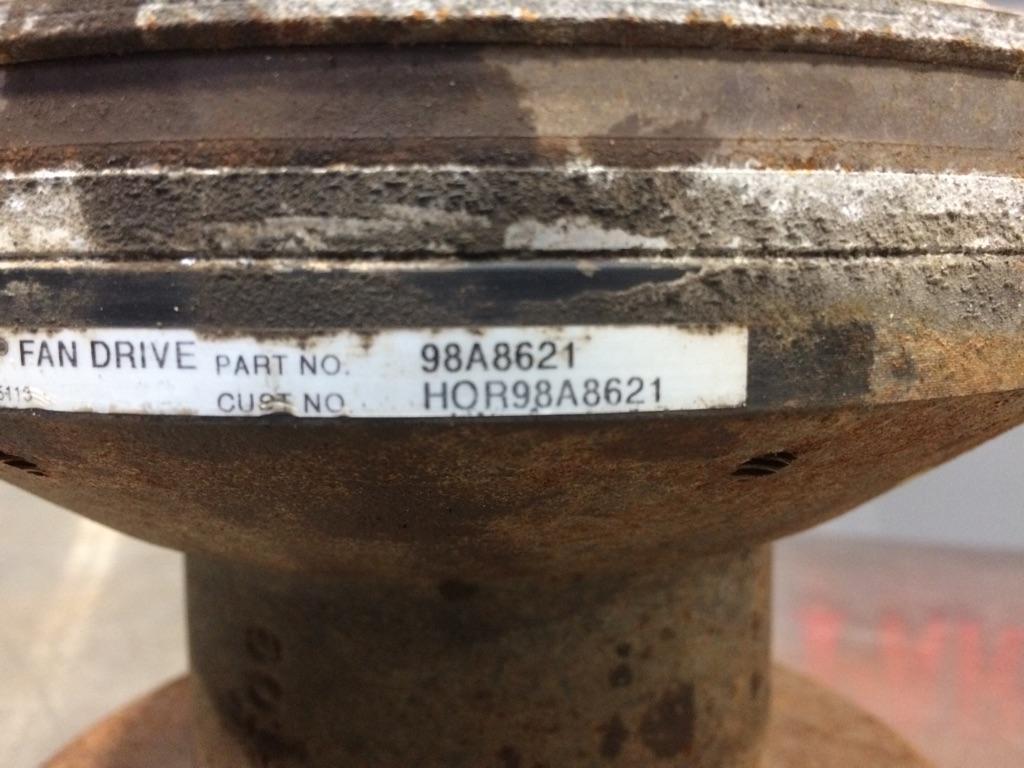 ® FAN DRIVE PART NO. 98A8621
CUST NO HOR98A8621